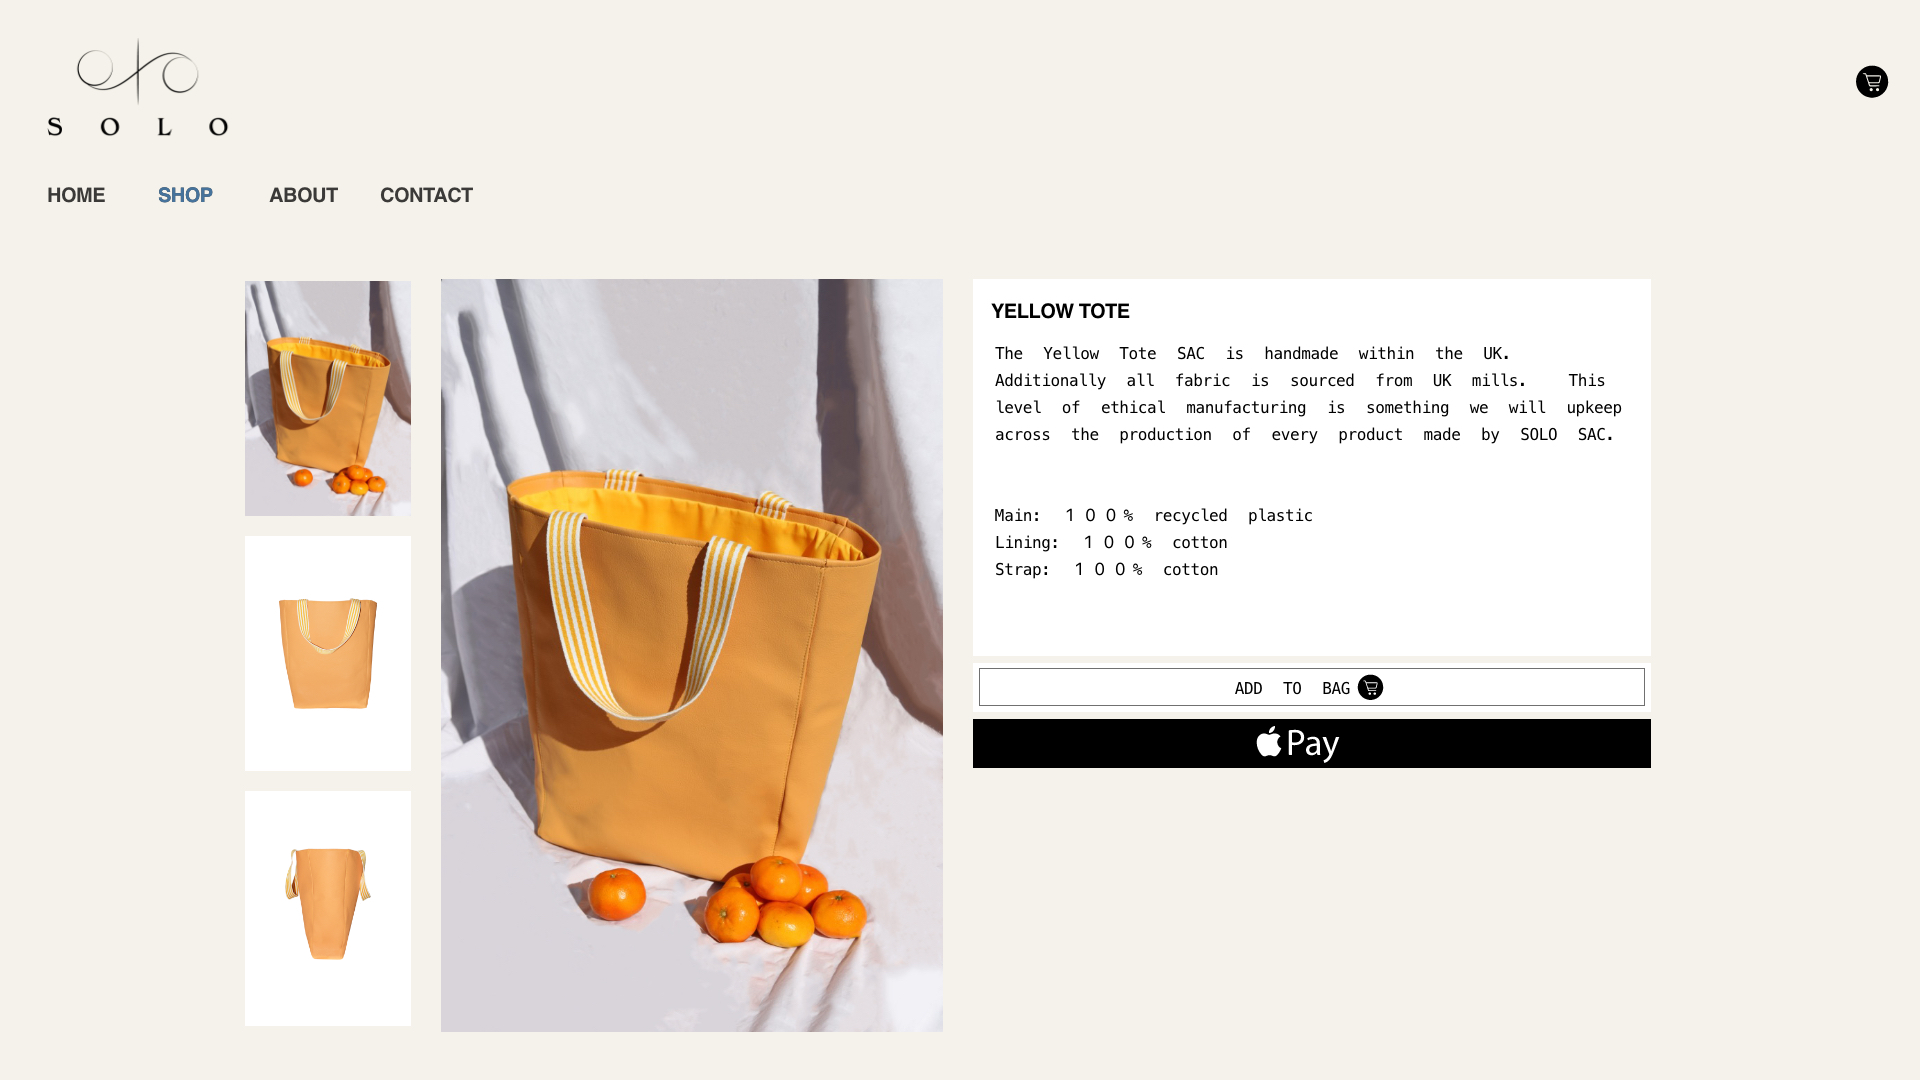 SOLO
HOME SHOP ABOUT CONTACT
YELLOW TOTE
The Yellow Tote SAC is handmade within the UK.
Additionally all fabric is sourced from UK mills. This
level of ethical manufacturing is something we will upkeep
across the production of every product made by SOLO SAC.
Main: 100% recycled plastic
Lining: 100% cotton
Strap: 100% cotton
ADD TO BAG
Pay